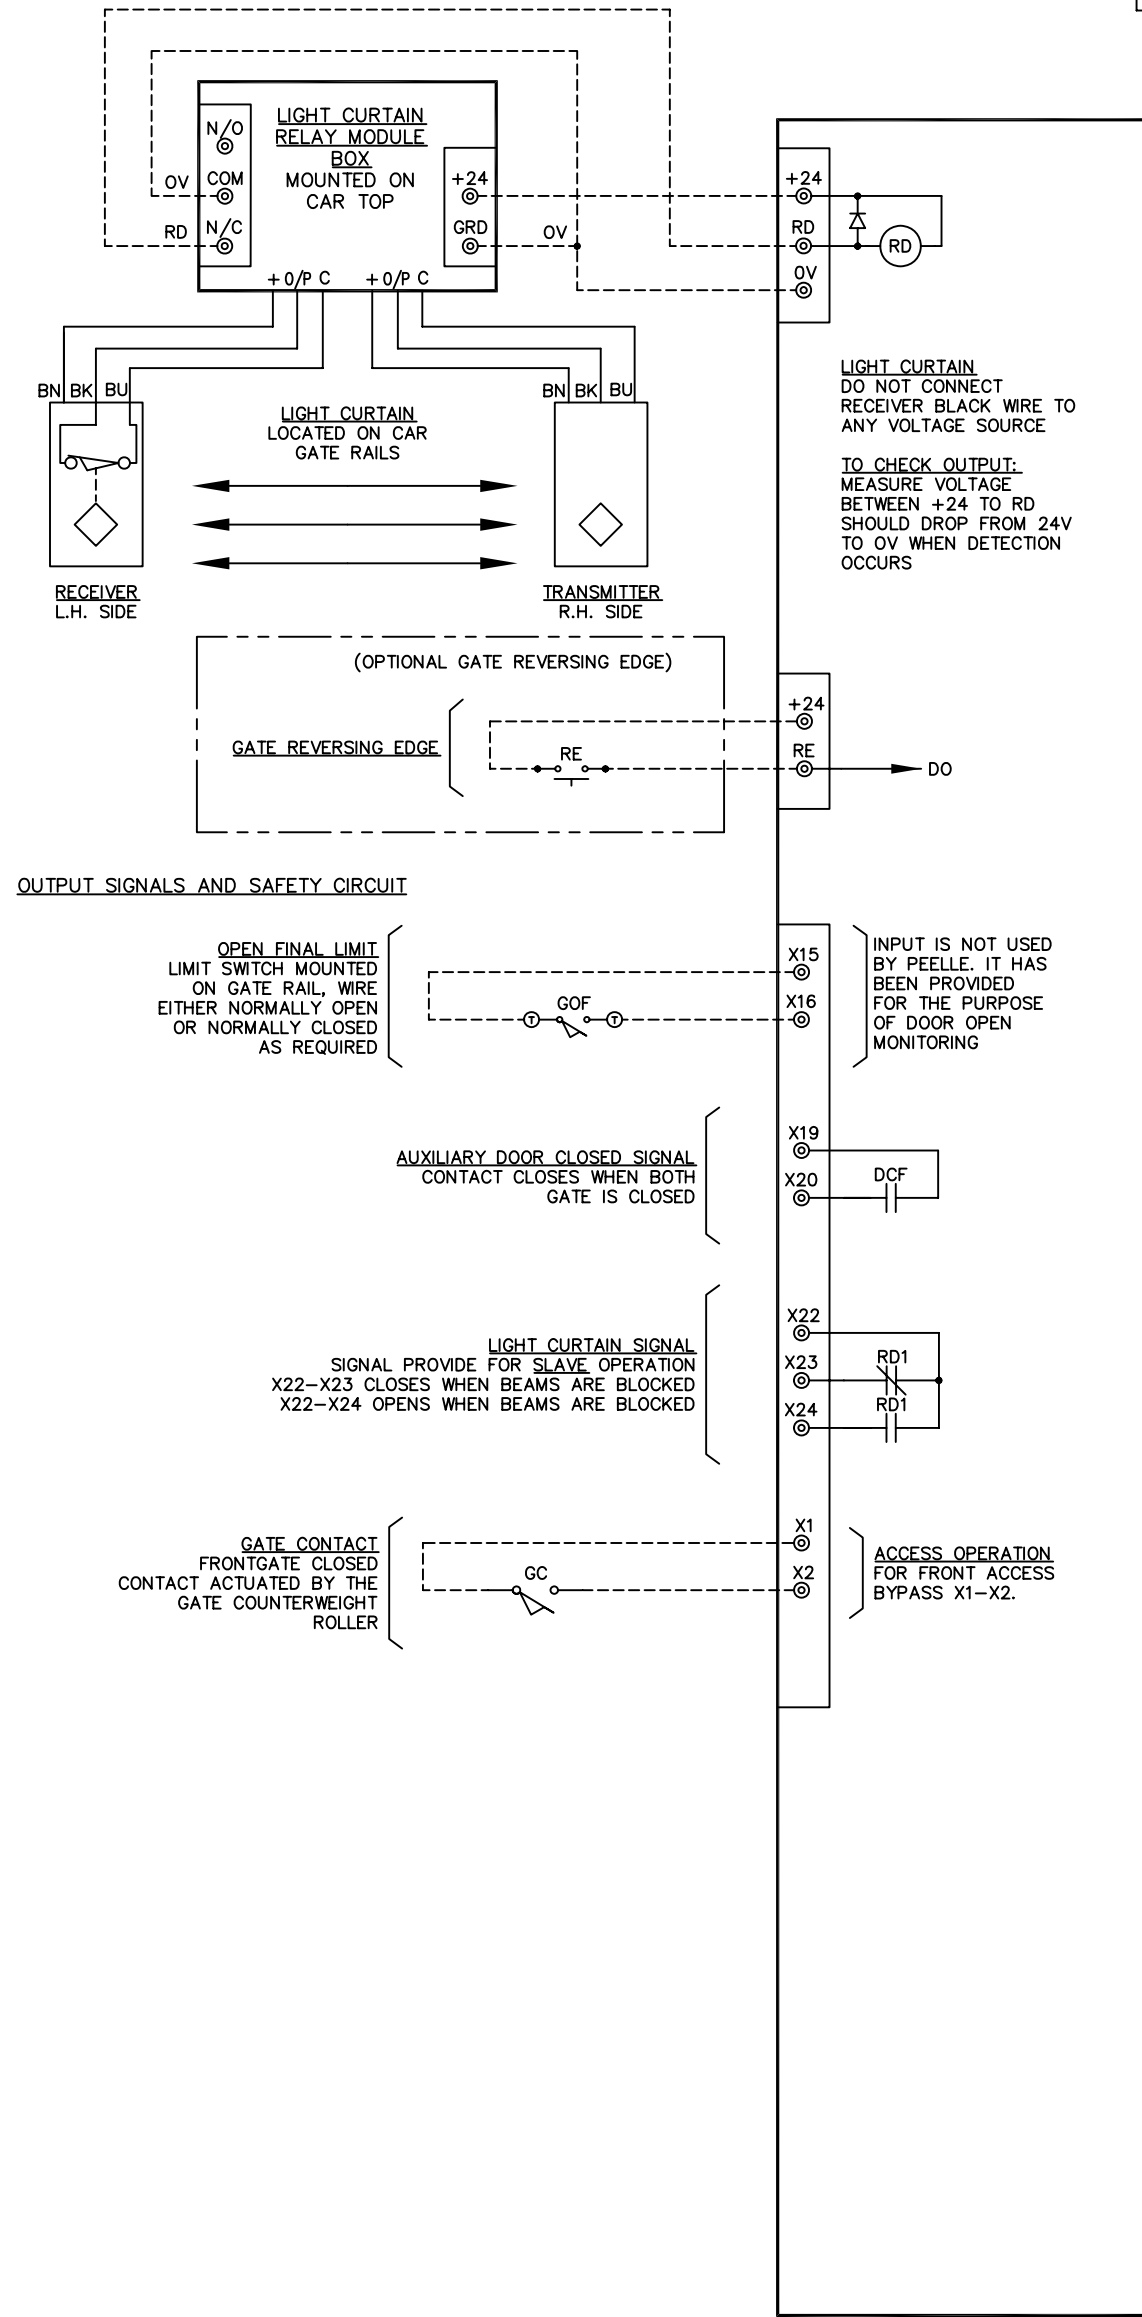 LIGHT CURTAIN
RELAY MODULE
BOX
MOUNTED ON
CAR TOP
N/O
COM
N/C
0V
RD
+24
GRD
0V
+ O/P C
+ O/P C
+24
RD
0V
RD
BN BK BU
BN BK BU
LIGHT CURTAIN
LOCATED ON CAR
GATE RAILS
RECEIVER
L.H. SIDE
TRANSMITTER
R.H. SIDE
LIGHT CURTAIN
DO NOT CONNECT
RECEIVER BLACK WIRE TO
ANY VOLTAGE SOURCE
TO CHECK OUTPUT:
MEASURE VOLTAGE
BETWEEN +24 TO RD
SHOULD DROP FROM 24V
TO 0V WHEN DETECTION
OCCURS
(OPTIONAL GATE REVERSING EDGE)
GATE REVERSING EDGE
RE
+24
RE
DO
OUTPUT SIGNALS AND SAFETY CIRCUIT
OPEN FINAL LIMIT
LIMIT SWITCH MOUNTED
ON GATE RAIL, WIRE
EITHER NORMALLY OPEN
OR NORMALLY CLOSED
AS REQUIRED
T
GOF
T
X15
X16
INPUT IS NOT USED
BY PEELLE. IT HAS
BEEN PROVIDED
FOR THE PURPOSE
OF DOOR OPEN
MONITORING
AUXILIARY DOOR CLOSED SIGNAL
CONTACT CLOSES WHEN BOTH
GATE IS CLOSED
X19
X20
DCF
LIGHT CURTAIN SIGNAL
SIGNAL PROVIDE FOR SLAVE OPERATION
X22-X23 CLOSES WHEN BEAMS ARE BLOCKED
X22-X24 OPENS WHEN BEAMS ARE BLOCKED
X22
X23
X24
RD1
RD1
GATE CONTACT
FRONTGATE CLOSED
CONTACT ACTUATED BY THE
GATE COUNTERWEIGHT
ROLLER
GC
X1
X2
ACCESS OPERATION
FOR FRONT ACCESS
BYPASS X1-X2.